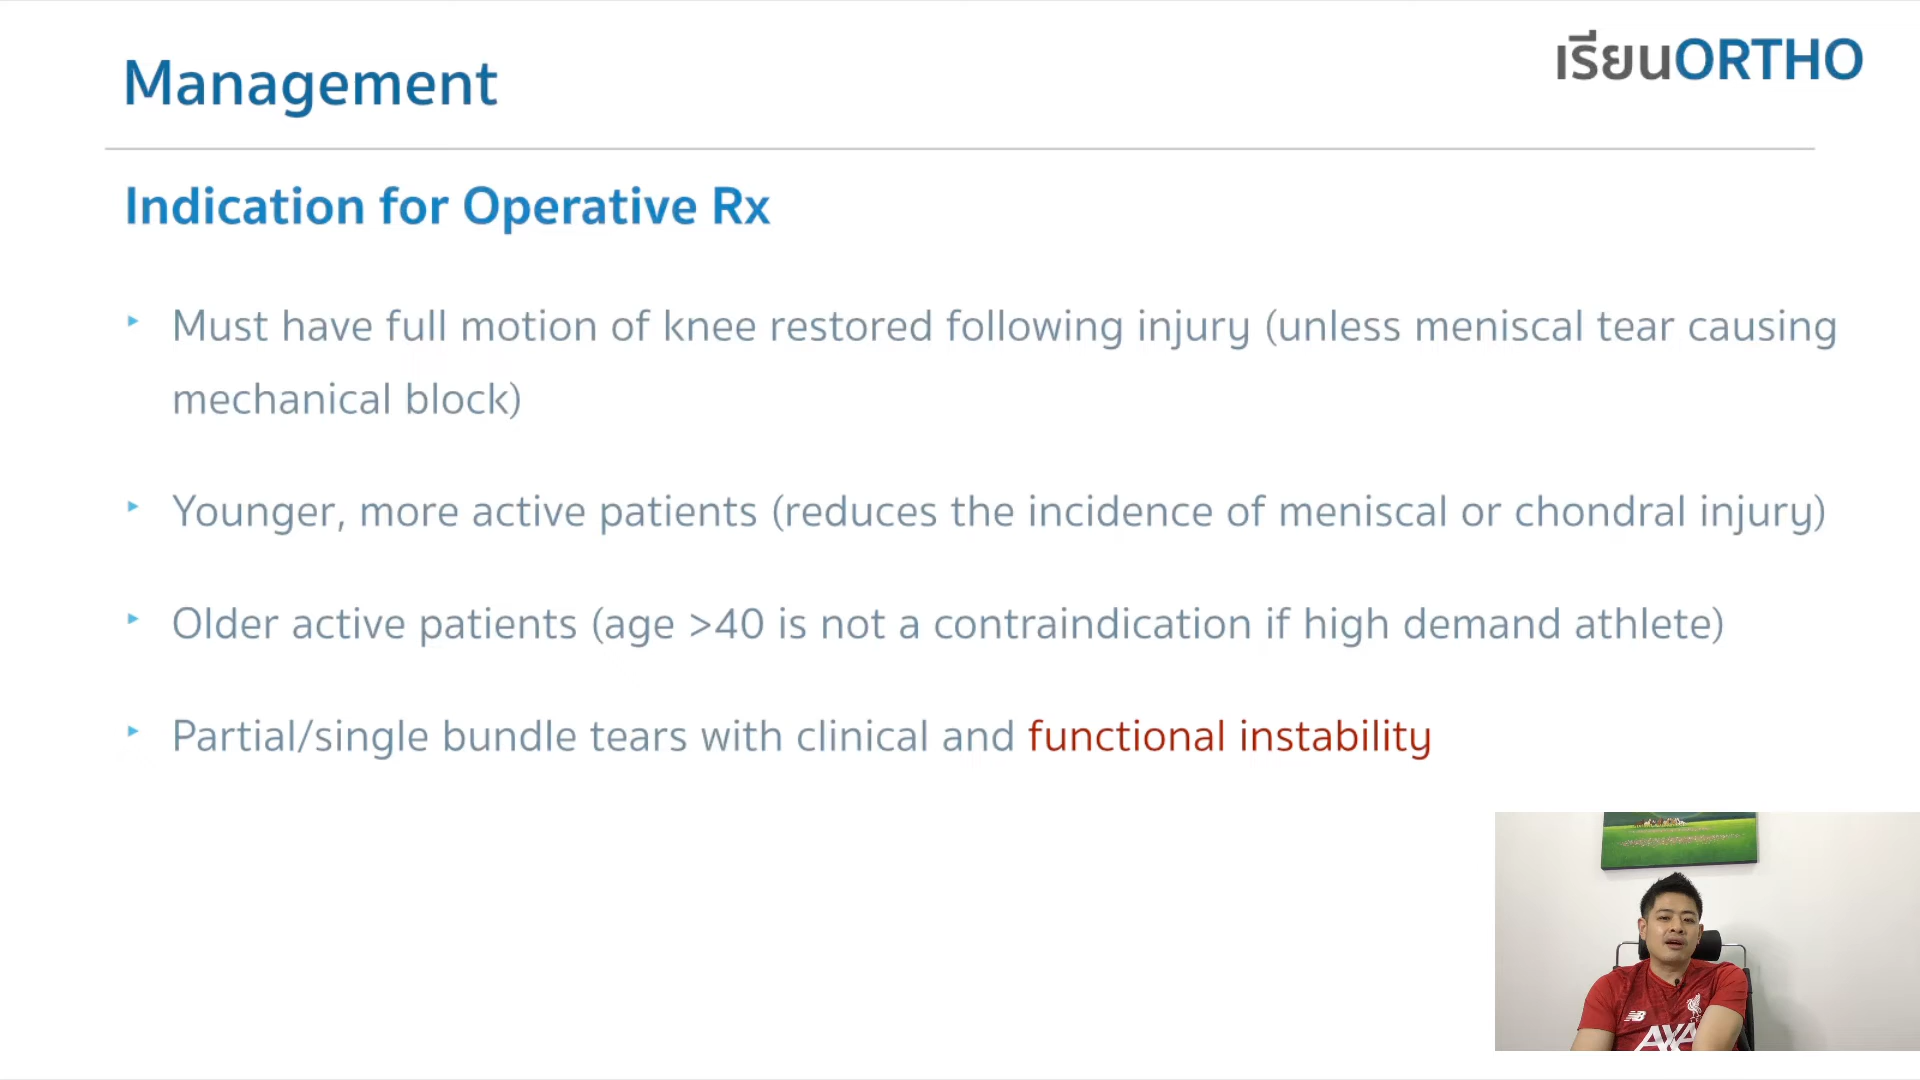 Management
เรียนORTHO
Indication for Operative Rx
‣ Must have full motion of knee restored following injury (unless meniscal tear causing
mechanical block)
‣ Younger, more active patients (reduces the incidence of meniscal or chondral injury)
‣ Older active patients (age >40 is not a contraindication if high demand athlete)
‣ Partial/single bundle tears with clinical and functional instability
NB
AXA